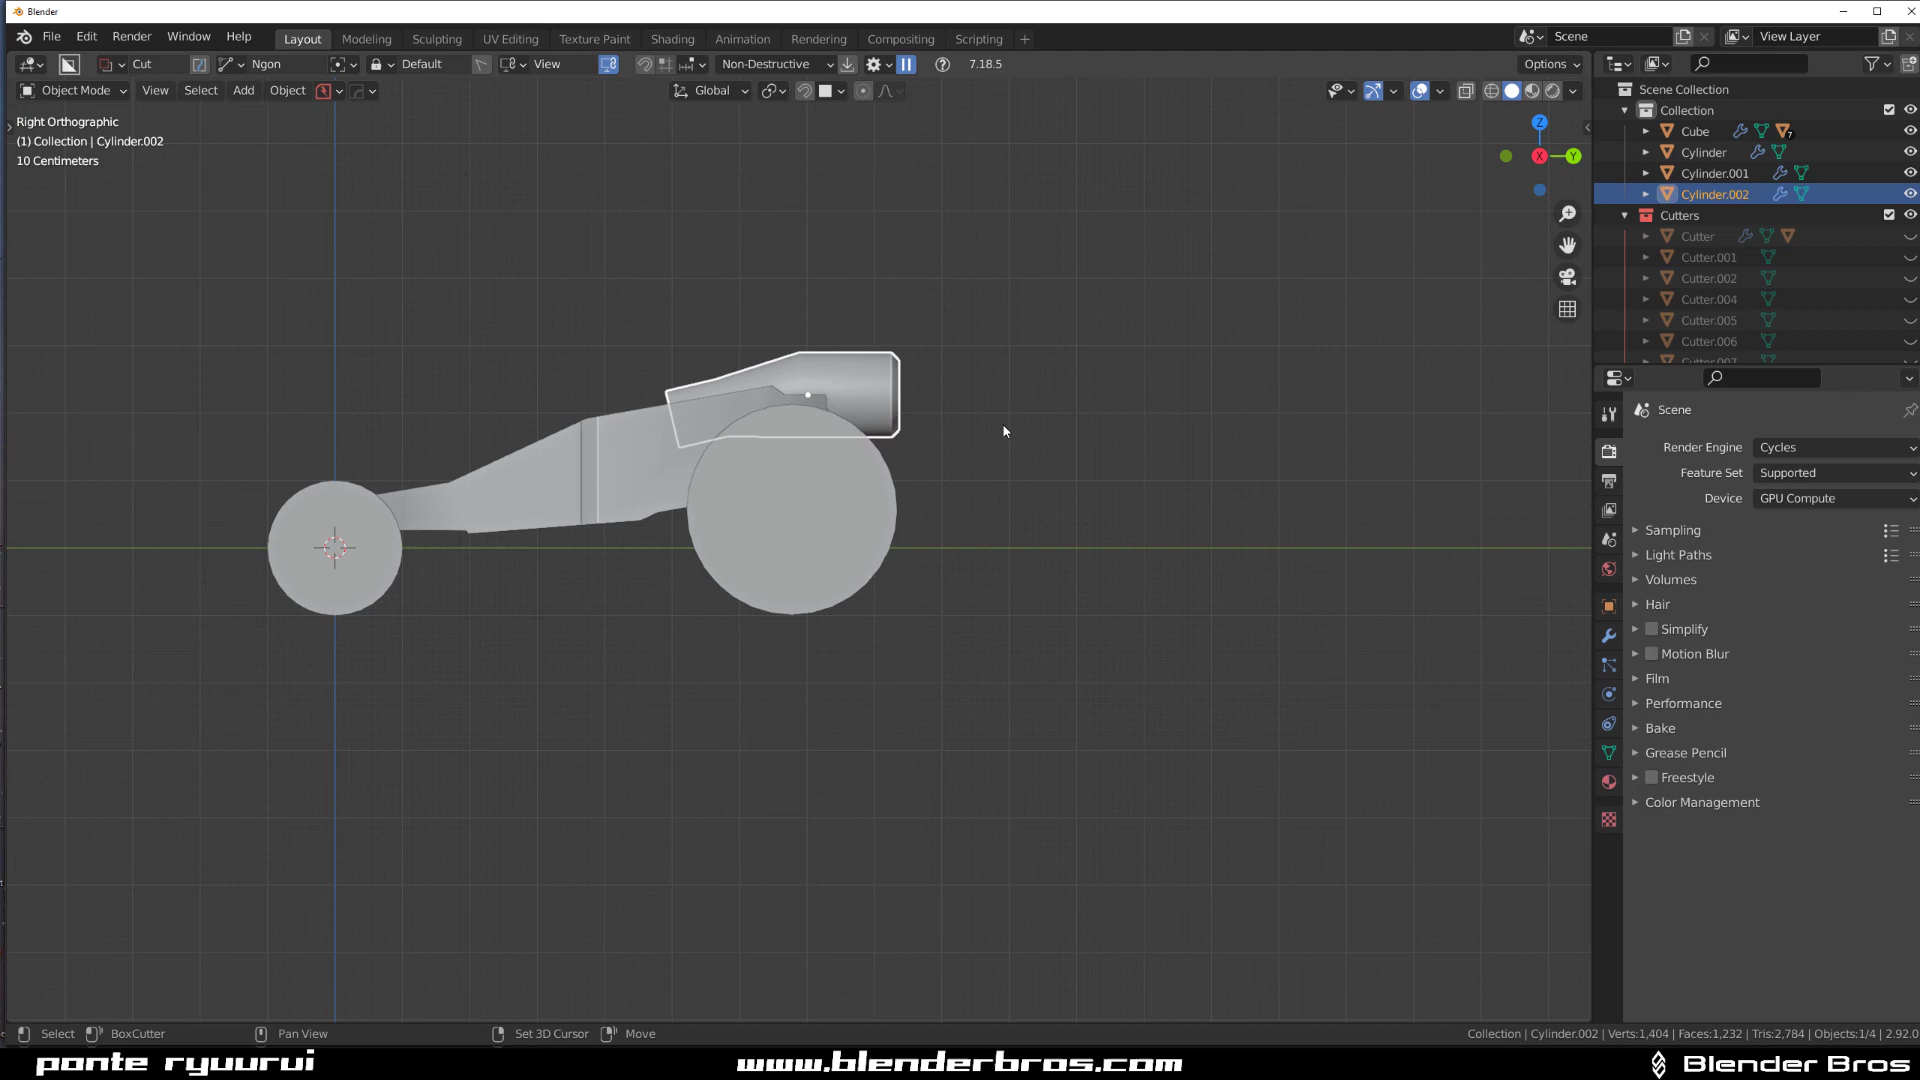 Blender
File Edit Render Window Help Layout Modeling Sculpting UV Editing Texture Paint Shading Animation Rendering Compositing Scripting + Scene View Layer
Cut Ngon Default View Non-Destructive 7.18.5 Options
Object Mode View Select Add Object Global
Right Orthographic
(1) Collection | Cylinder.002
10 Centimeters
Z
X
Y
Scene Collection
Collection
Cube 7
Cylinder
Cylinder.001
Cylinder.002
Cutters
Cutter
Cutter.001
Cutter.002
Cutter.004
Cutter.005
Cutter.006
Cutter.007
Scene
Render Engine Cycles
Feature Set Supported
Device GPU Compute
Sampling
Light Paths
Volumes
Hair
Simplify
Motion Blur
Film
Performance
Bake
Grease Pencil
Freestyle
Color Management
Select BoxCutter Pan View Set 3D Cursor Move Collection | Cylinder.002 | Verts:1,404 | Faces:1,232 | Tris:2,784 | Objects:1/4 | 2.92.0
ponte ryuurui www.blenderbros.com Blender Bros